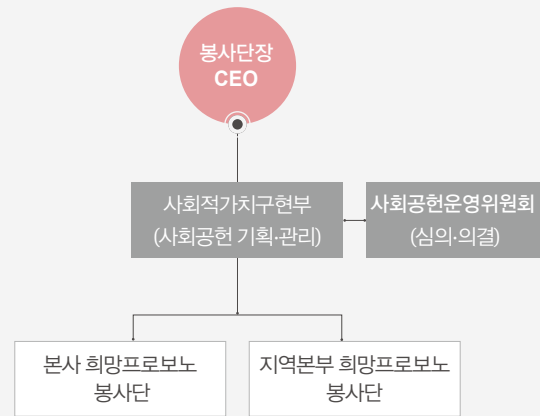 봉사단장
CEO
사회적가치구현부
(사회공헌 기획·관리)
사회공헌운영위원회
(심의·의결)
본사 희망프로보노
봉사단
지역본부 희망프로보노
봉사단